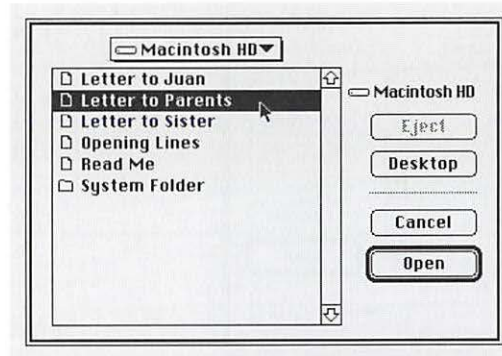 Macintosh HD
Letter to Juan
Letter to Parents
Letter to Sister
Opening Lines
Read Me
System Folder
Macintosh HD
Eject
Desktop
Cancel
Open